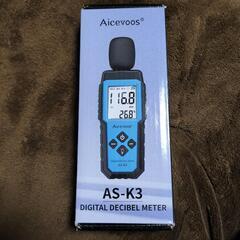 Aicevoos®
116.8
26.8
Aicevoos
AS-K3
DIGITAL DECIBEL METER